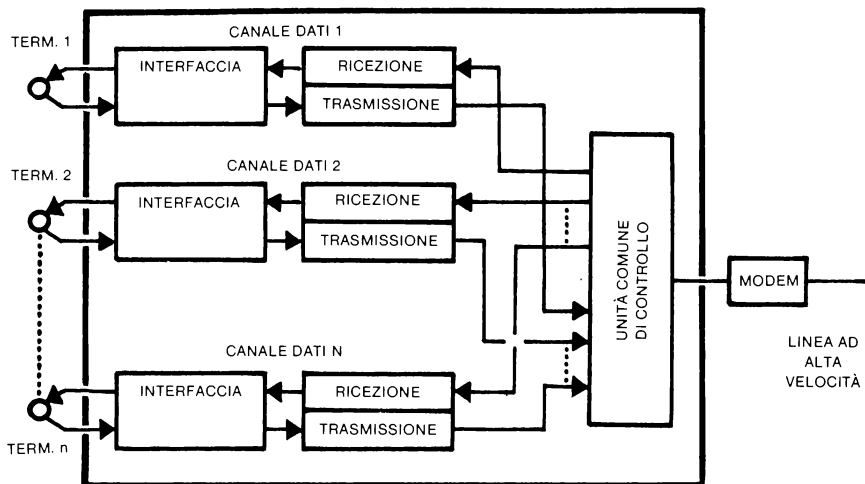 TERM. 1
CANALE DATI 1
INTERFACCIA
RICEZIONE
TRASMISSIONE
TERM. 2
CANALE DATI 2
INTERFACCIA
RICEZIONE
TRASMISSIONE
UNITÀ COMUNE
DI CONTROLLO
MODEM
LINEA AD
ALTA
VELOCITÀ
CANALE DATI N
INTERFACCIA
RICEZIONE
TRASMISSIONE
TERM. n